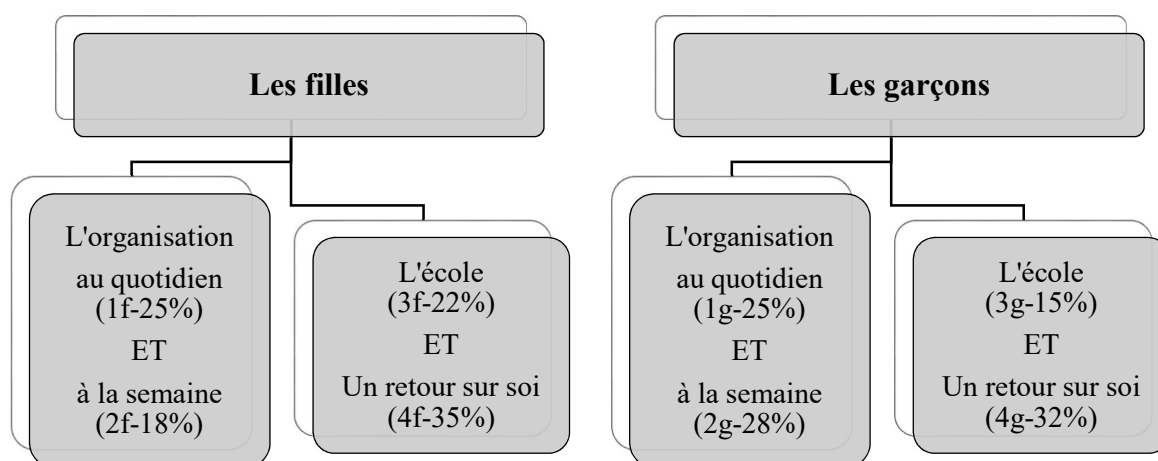 Les filles
L'organisation
au quotidien
(1f-25%)
ET
à la semaine
(2f-18%)
L'école
(3f-22%)
ET
Un retour sur soi
(4f-35%)
Les garçons
L'organisation
au quotidien
(1g-25%)
ET
à la semaine
(2g-28%)
L'école
(3g-15%)
ET
Un retour sur soi
(4g-32%)